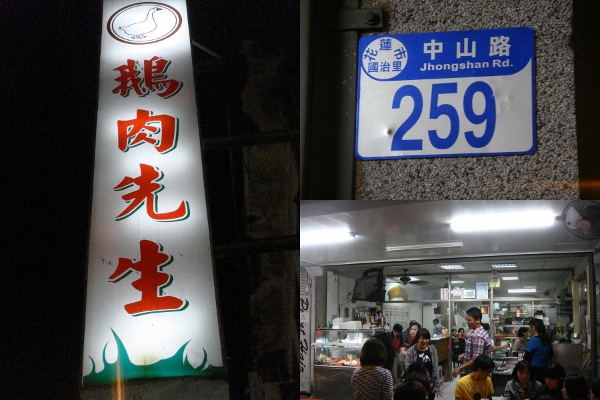 鵝肉先生
花蓮市
國治里
中山路
Jhongshan Rd.
259